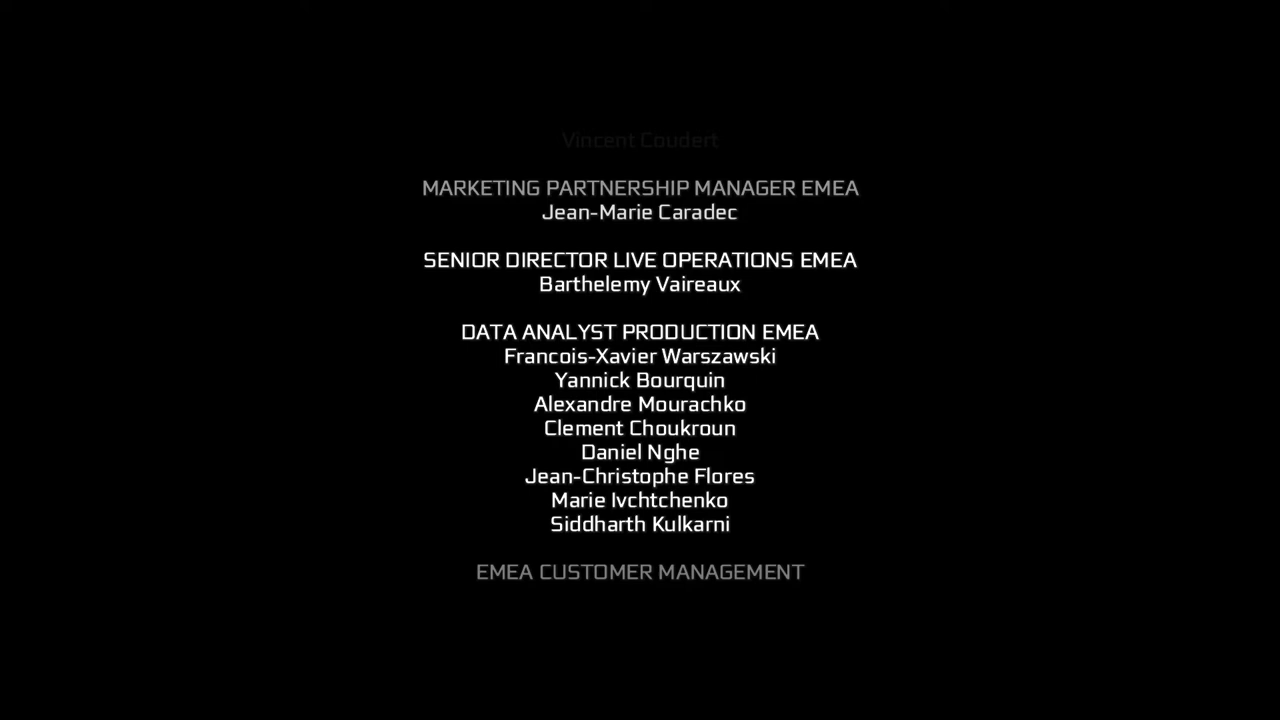 Vincent Coudert
MARKETING PARTNERSHIP MANAGER EMEA
Jean-Marie Caradec
SENIOR DIRECTOR LIVE OPERATIONS EMEA
Barthelemy Vaireaux
DATA ANALYST PRODUCTION EMEA
Francois-Xavier Warszawski
Yannick Bourquin
Alexandre Mourachko
Clement Choukroun
Daniel Nghe
Jean-Christophe Flores
Marie Ivchtchenko
Siddharth Kulkarni
EMEA CUSTOMER MANAGEMENT